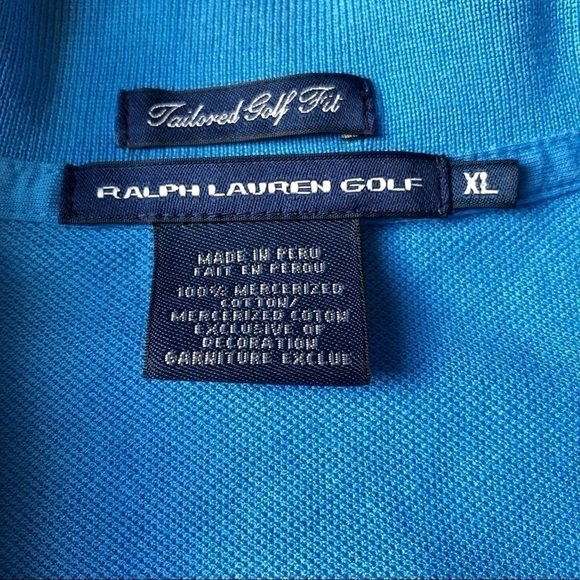 Tailored Golf Fit
RALPH LAUREN GOLF XL
MADE IN PERU
FAIT EN PEROU
100% MERCERIZED
COTTON/
MERCERIZED COTON
EXCLUSIVE OF
DECORATION
GARNITURE EXCLUE